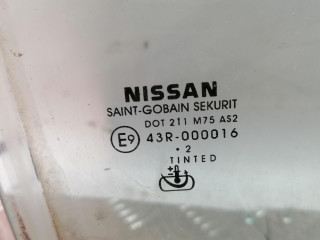 NISSAN
SAINT-GOBAIN SEKURIT
DOT 211 M75 AS2
E9 43R-000016
. 2
TINTED